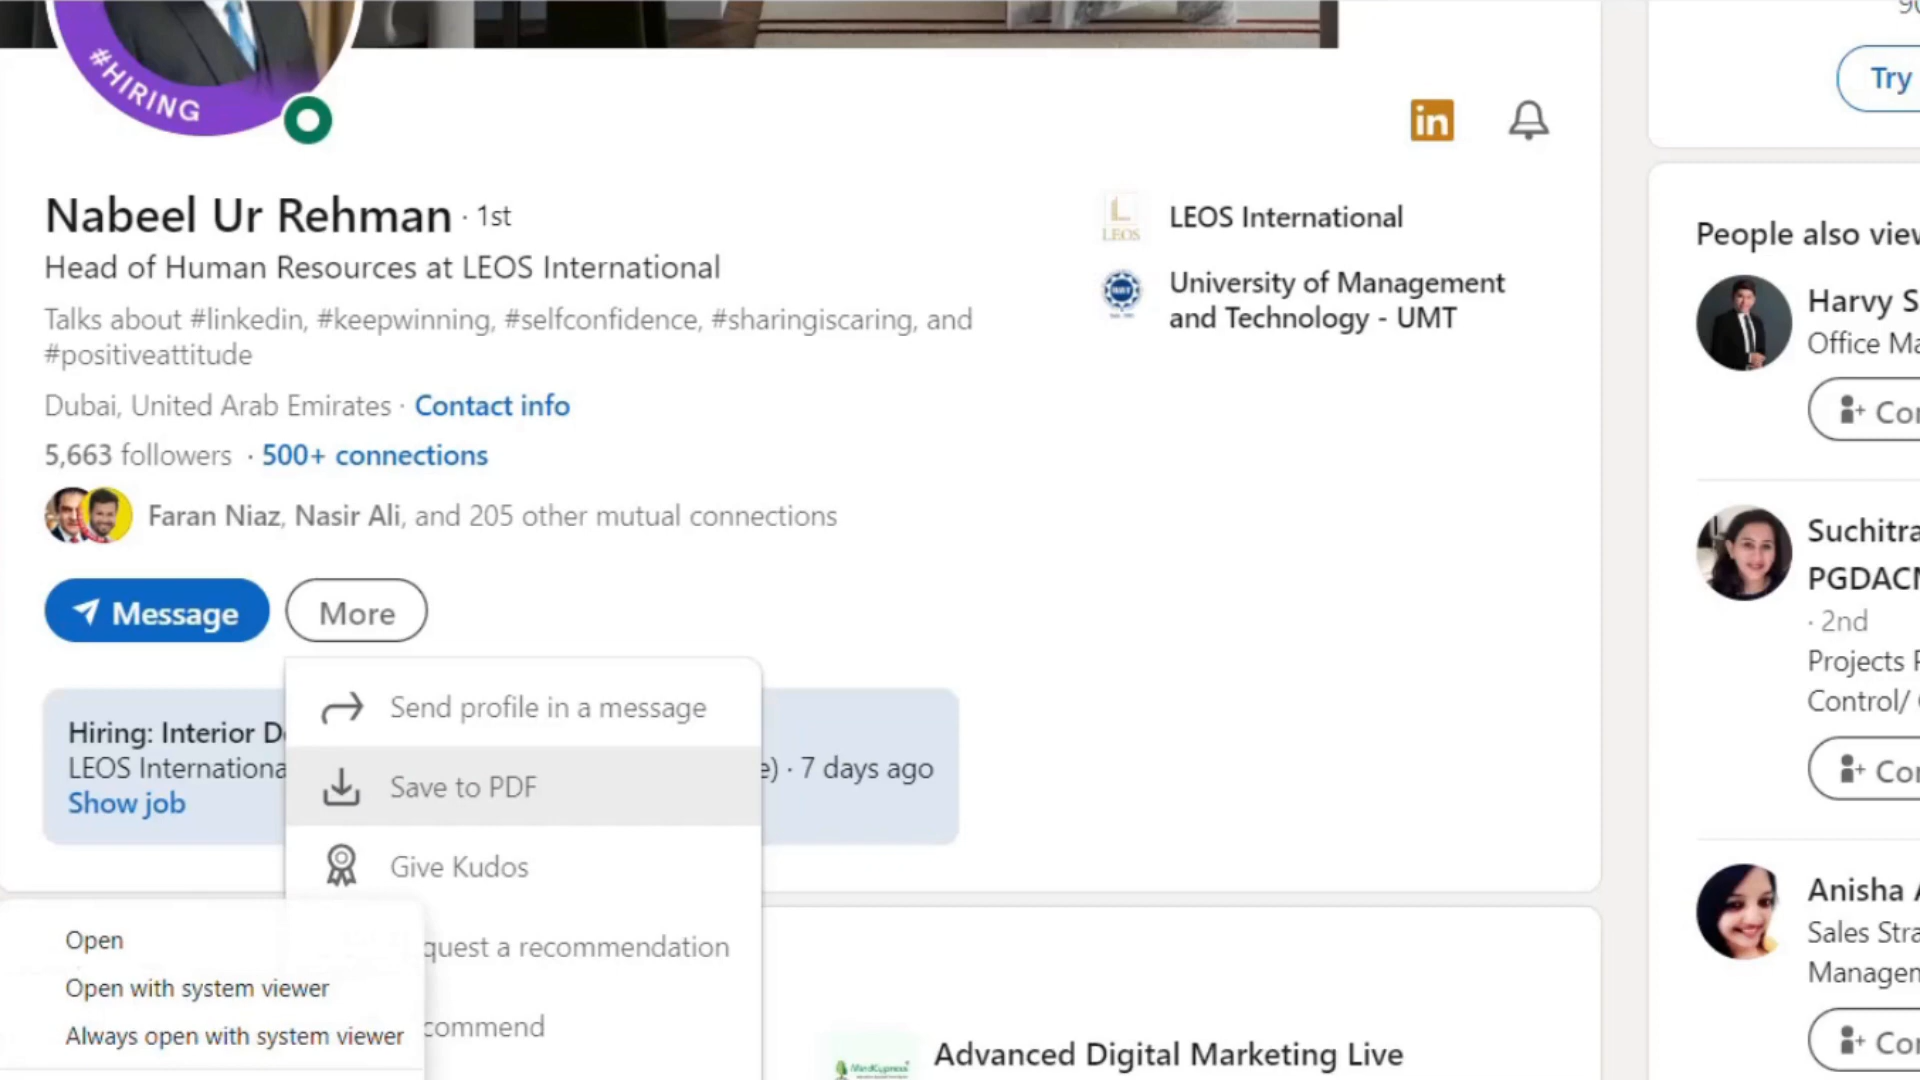 #HIRING
Try
Nabeel Ur Rehman · 1st
Head of Human Resources at LEOS International
Talks about #linkedin, #keepwinning, #selfconfidence, #sharingiscaring, and
#positiveattitude
Dubai, United Arab Emirates · Contact info
5,663 followers · 500+ connections
Faran Niaz, Nasir Ali, and 205 other mutual connections
Message
More
in
LEOS
LEOS International
University of Management
and Technology - UMT
Hiring: Interior D
LEOS Internationa
e) · 7 days ago
Show job
Send profile in a message
Save to PDF
Give Kudos
quest a recommendation
commend
Open
Open with system viewer
Always open with system viewer
MindCypress
Advanced Digital Marketing Live
People also view
Harvy S
Office Ma
Con
Suchitra
PGDACM
· 2nd
Projects P
Control/
Con
Anisha A
Sales Stra
Managem
Con